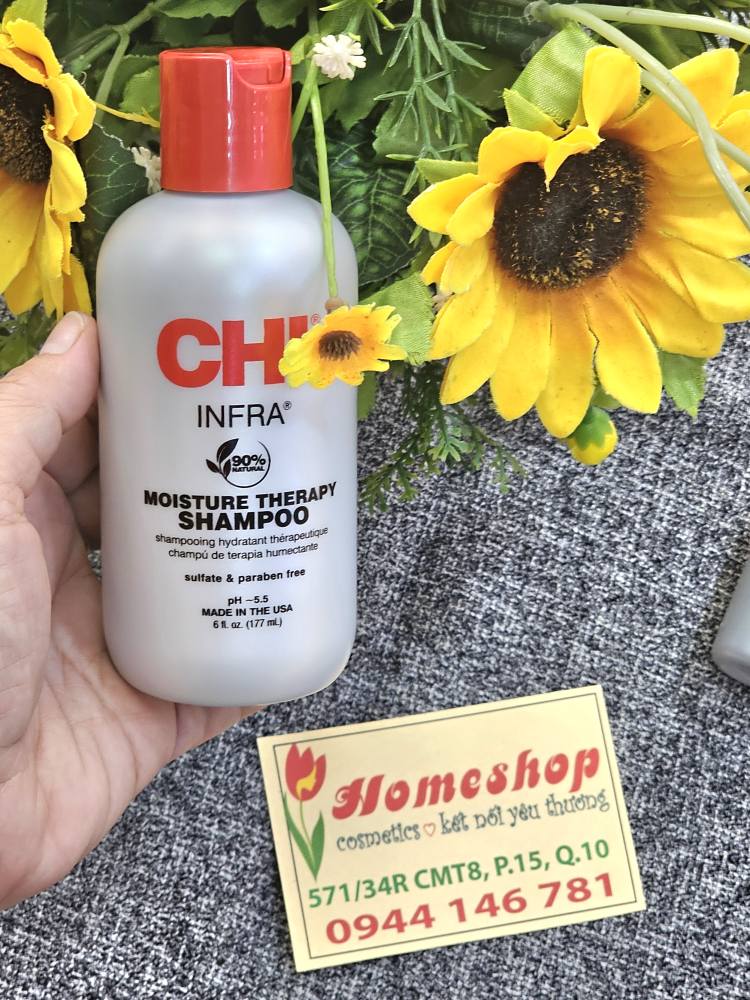 CHI®
INFRA®
90%
NATURAL
MOISTURE THERAPY
SHAMPOO
shampooing hydratant thérapeutique
champú de terapia humectante
sulfate & paraben free
pH ~5.5
MADE IN THE USA
6 fl. oz. (177 mL)
Homeshop
cosmetics ♡ kết nối yêu thương
571/34R CMT8, P.15, Q.10
0944 146 781